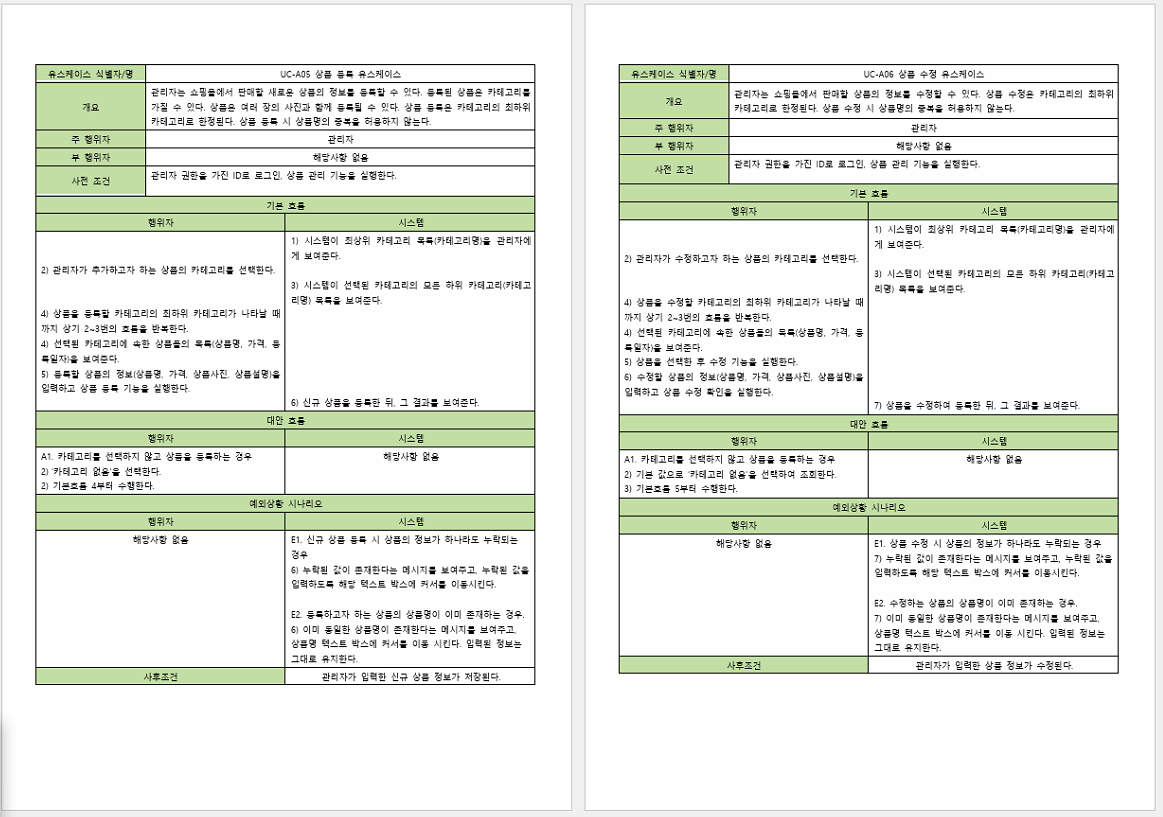 유스케이스 식별자/명
UC-A05 상품 등록 유스케이스
개요
관리자는 쇼핑몰에서 판매할 새로운 상품의 정보를 등록할 수 있다. 등록된 상품은 카테고리를
가질 수 있다. 상품은 여러 장의 사진과 함께 등록될 수 있다. 상품 등록은 카테고리의 최하위
카테고리로 한정된다. 상품 등록 시 상품명의 중복을 허용하지 않는다.
주 행위자
관리자
부 행위자
해당사항 없음
사전 조건
관리자 권한을 가진 ID로 로그인, 상품 관리 기능을 실행한다.
기본 흐름
행위자
시스템
1) 시스템이 최상위 카테고리 목록(카테고리명)을 관리자에
게 보여준다.
2) 관리자가 추가하고자 하는 상품의 카테고리를 선택한다.
3) 시스템이 선택된 카테고리의 모든 하위 카테고리(카테고
리명) 목록을 보여준다.
4) 상품을 등록할 카테고리의 최하위 카테고리가 나타날 때
까지 상기 2~3번의 흐름을 반복한다.
4) 선택된 카테고리에 속한 상품들의 목록(상품명, 가격, 등
록일자)을 보여준다.
5) 등록할 상품의 정보(상품명, 가격, 상품사진, 상품설명)을
입력하고 상품 등록 기능을 실행한다.
6) 신규 상품을 등록한 뒤, 그 결과를 보여준다.
대안 흐름
행위자
시스템
A1. 카테고리를 선택하지 않고 상품을 등록하는 경우
2) '카테고리 없음'을 선택한다.
2) 기본흐름 4부터 수행한다.
해당사항 없음
예외상황 시나리오
행위자
시스템
해당사항 없음
E1. 신규 상품 등록 시 상품의 정보가 하나라도 누락되는
경우
6) 누락된 값이 존재한다는 메시지를 보여주고, 누락된 값을
입력하도록 해당 텍스트 박스에 커서를 이동시킨다.
E2. 등록하고자 하는 상품의 상품명이 이미 존재하는 경우.
6) 이미 동일한 상품명이 존재한다는 메시지를 보여주고,
상품명 텍스트 박스에 커서를 이동 시킨다. 입력된 정보는
그대로 유지한다.
사후조건
관리자가 입력한 신규 상품 정보가 저장된다.
유스케이스 식별자/명
UC-A06 상품 수정 유스케이스
개요
관리자는 쇼핑몰에서 판매할 상품의 정보를 수정할 수 있다. 상품 수정은 카테고리의 최하위
카테고리로 한정된다. 상품 수정 시 상품명의 중복을 허용하지 않는다.
주 행위자
관리자
부 행위자
해당사항 없음
사전 조건
관리자 권한을 가진 ID로 로그인, 상품 관리 기능을 실행한다.
기본 흐름
행위자
시스템
1) 시스템이 최상위 카테고리 목록(카테고리명)을 관리자에
게 보여준다.
2) 관리자가 수정하고자 하는 상품의 카테고리를 선택한다.
3) 시스템이 선택된 카테고리의 모든 하위 카테고리(카테고
리명) 목록을 보여준다.
4) 상품을 수정할 카테고리의 최하위 카테고리가 나타날 때
까지 상기 2~3번의 흐름을 반복한다.
4) 선택된 카테고리에 속한 상품들의 목록(상품명, 가격, 등
록일자)을 보여준다.
5) 상품을 선택한 후 수정 기능을 실행한다.
6) 수정할 상품의 정보(상품명, 가격, 상품사진, 상품설명)을
입력하고 상품 수정 확인을 실행한다.
7) 상품을 수정하여 등록한 뒤, 그 결과를 보여준다.
대안 흐름
행위자
시스템
A1. 카테고리를 선택하지 않고 상품을 등록하는 경우
2) 기본 값으로 '카테고리 없음'을 선택하여 조회한다.
3) 기본흐름 5부터 수행한다.
해당사항 없음
예외상황 시나리오
행위자
시스템
해당사항 없음
E1. 상품 수정 시 상품의 정보가 하나라도 누락되는 경우
7) 누락된 값이 존재한다는 메시지를 보여주고, 누락된 값을
입력하도록 해당 텍스트 박스에 커서를 이동시킨다.
E2. 수정하는 상품의 상품명이 이미 존재하는 경우.
7) 이미 동일한 상품명이 존재한다는 메시지를 보여주고,
상품명 텍스트 박스에 커서를 이동 시킨다. 입력된 정보는
그대로 유지한다.
사후조건
관리자가 입력한 상품 정보가 수정된다.